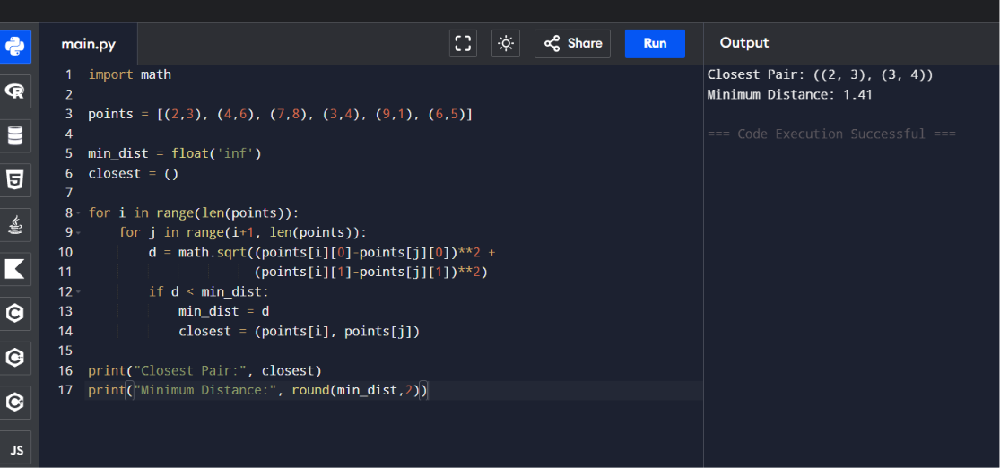 main.py
Share
Run
Output
1 import math
2
3 points = [(2,3), (4,6), (7,8), (3,4), (9,1), (6,5)]
4
5 min_dist = float('inf')
6 closest = ()
7
8 for i in range(len(points)):
9     for j in range(i+1, len(points)):
10         d = math.sqrt((points[i][0]-points[j][0])**2 +
11                       (points[i][1]-points[j][1])**2)
12         if d < min_dist:
13             min_dist = d
14             closest = (points[i], points[j])
15
16 print("Closest Pair:", closest)
17 print("Minimum Distance:", round(min_dist,2))
Closest Pair: ((2, 3), (3, 4))
Minimum Distance: 1.41
=== Code Execution Successful ===
R
5
C
C
C
JS